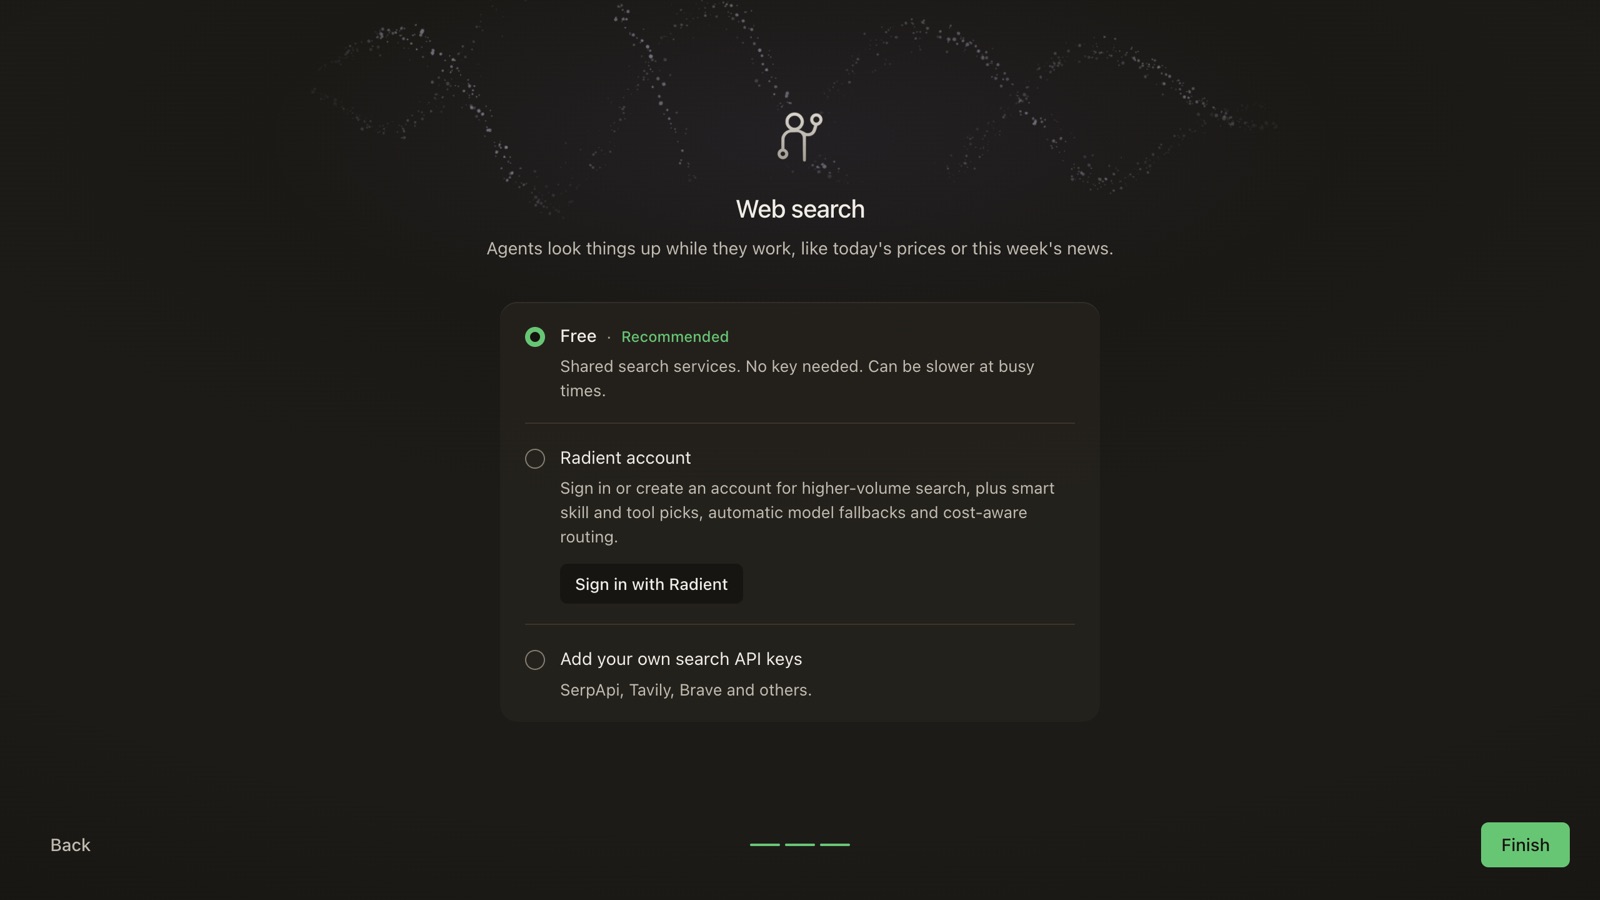 Web search
Agents look things up while they work, like today's prices or this week's news.
Free · Recommended
Shared search services. No key needed. Can be slower at busy
times.
Radient account
Sign in or create an account for higher-volume search, plus smart
skill and tool picks, automatic model fallbacks and cost-aware
routing.
Sign in with Radient
Add your own search API keys
SerpApi, Tavily, Brave and others.
Back
Finish